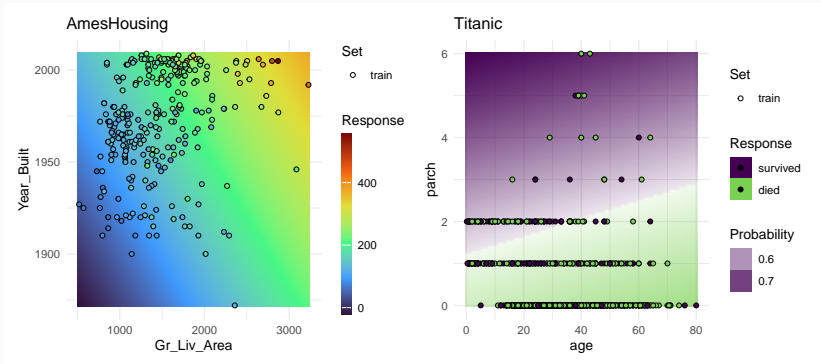 AmesHousing
2000
1950
1900
Year_Built
1000
2000
3000
Gr_Liv_Area
Set
train
Response
400
200
0
Titanic
6
4
2
0
parch
0
20
40
60
80
age
Set
train
Response
survived
died
Probability
0.6
0.7